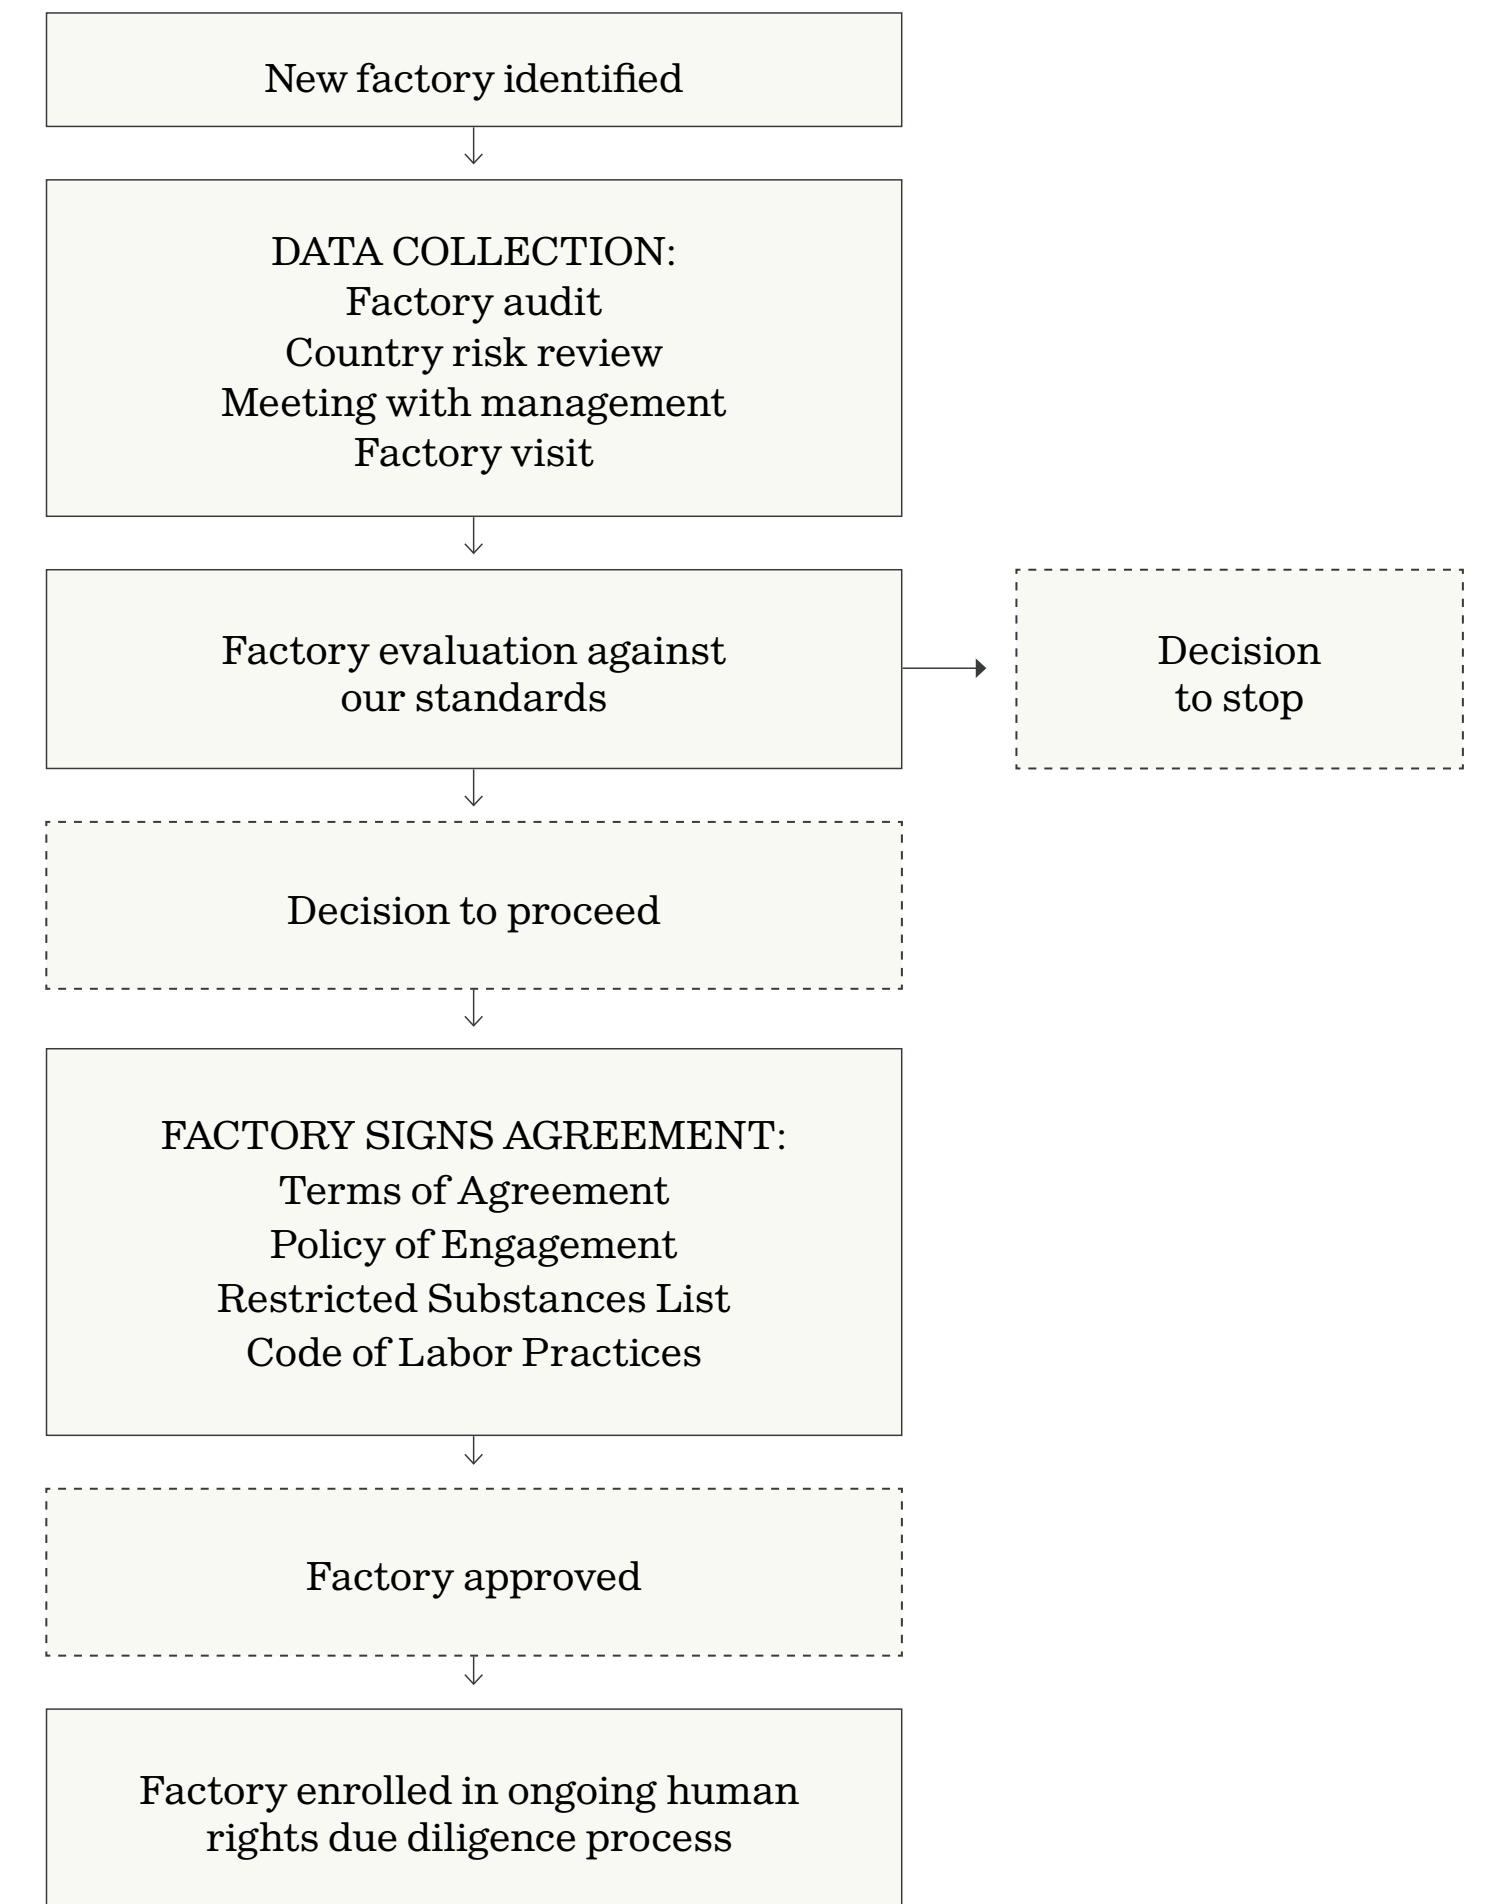 New factory identified
DATA COLLECTION:
Factory audit
Country risk review
Meeting with management
Factory visit
Factory evaluation against
our standards
Decision
to stop
Decision to proceed
FACTORY SIGNS AGREEMENT:
Terms of Agreement
Policy of Engagement
Restricted Substances List
Code of Labor Practices
Factory approved
Factory enrolled in ongoing human
rights due diligence process